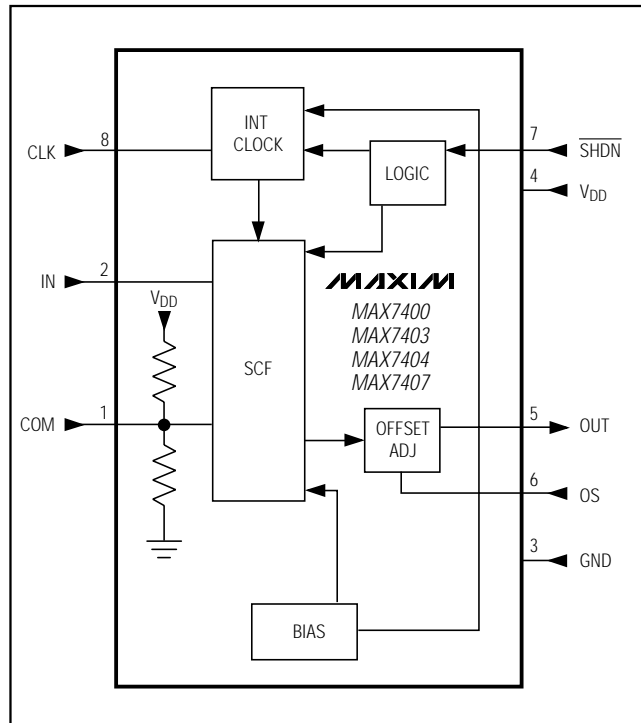 INT
CLOCK
8
CLK
7
SHDN
LOGIC
4
VDD
2
IN
MAXIM
VDD
MAX7400
MAX7403
MAX7404
MAX7407
SCF
1
COM
OFFSET
ADJ
5
OUT
6
OS
3
GND
BIAS